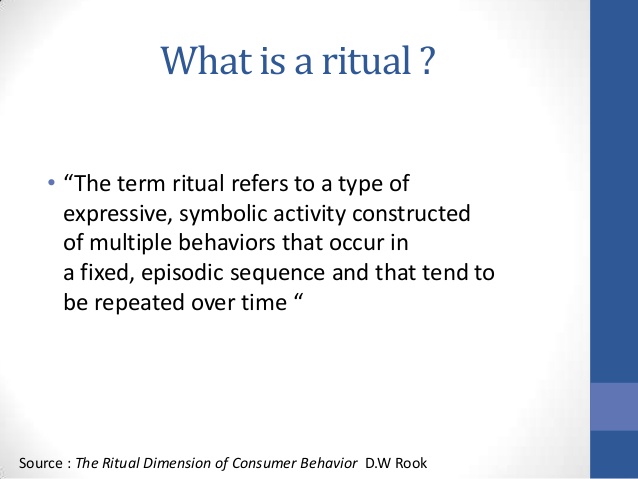 What is a ritual ?
• “The term ritual refers to a type of
expressive, symbolic activity constructed
of multiple behaviors that occur in
a fixed, episodic sequence and that tend to
be repeated over time “
Source : The Ritual Dimension of Consumer Behavior D.W Rook